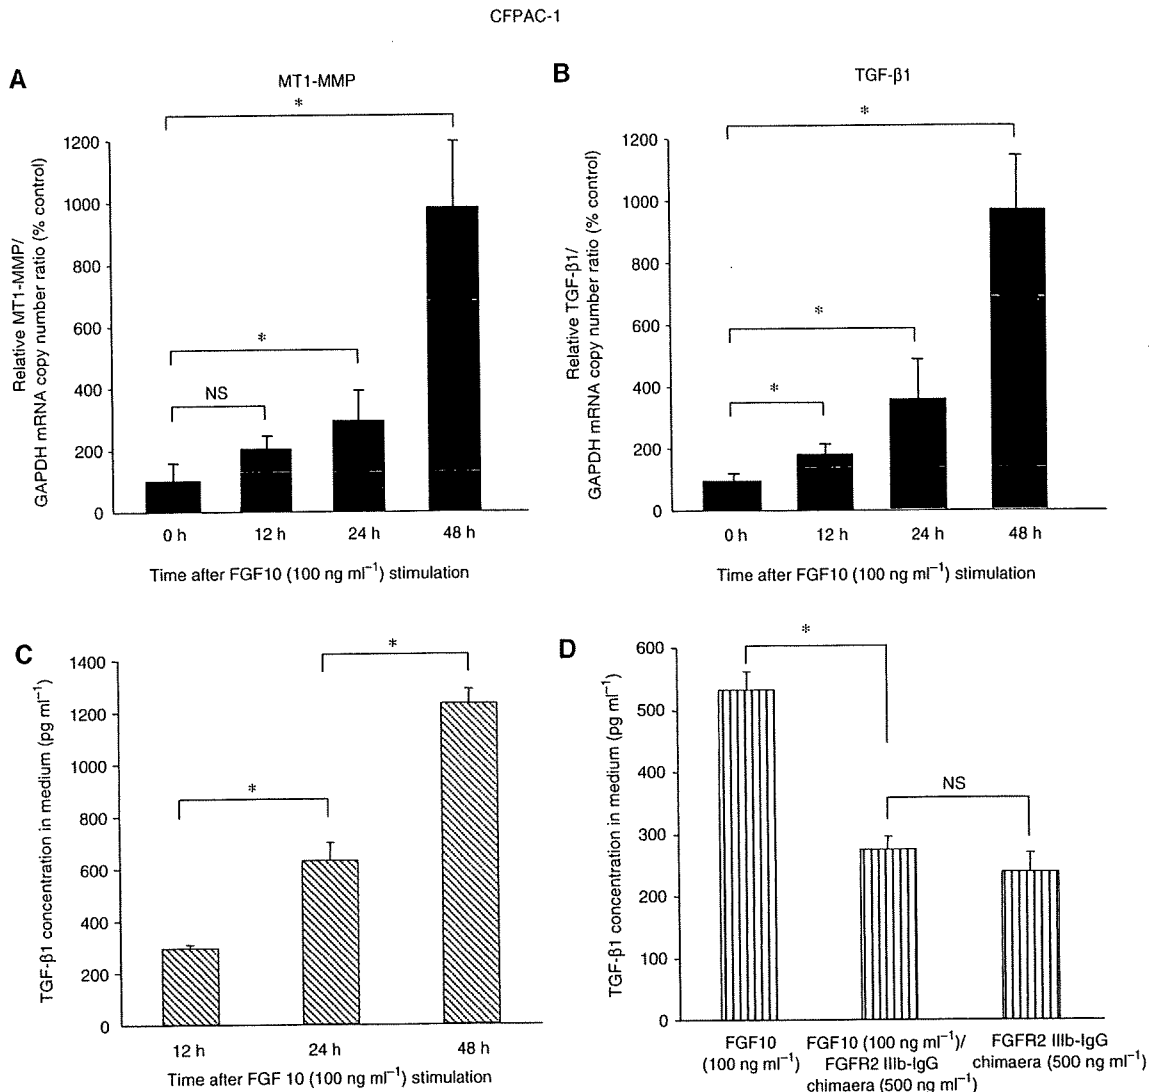 CFPAC-1
A
MT1-MMP
*
*
NS
Relative MT1-MMP/
GAPDH mRNA copy number ratio (% control)
1200
1000
800
600
400
200
0
0 h 12 h 24 h 48 h
Time after FGF10 (100 ng ml⁻¹) stimulation
B
TGF-β1
*
*
*
Relative TGF-β1/
GAPDH mRNA copy number ratio (% control)
1200
1000
800
600
400
200
0
0 h 12 h 24 h 48 h
Time after FGF10 (100 ng ml⁻¹) stimulation
C
*
*
TGF-β1 concentration in medium (pg ml⁻¹)
1400
1200
1000
800
600
400
200
0
12 h 24 h 48 h
Time after FGF 10 (100 ng ml⁻¹) stimulation
D
*
NS
TGF-β1 concentration in medium (pg ml⁻¹)
600
500
400
300
200
100
0
FGF10
(100 ng ml⁻¹)
FGF10 (100 ng ml⁻¹)/
FGFR2 IIIb-IgG
chimaera (500 ng ml⁻¹)
FGFR2 IIIb-IgG
chimaera (500 ng ml⁻¹)